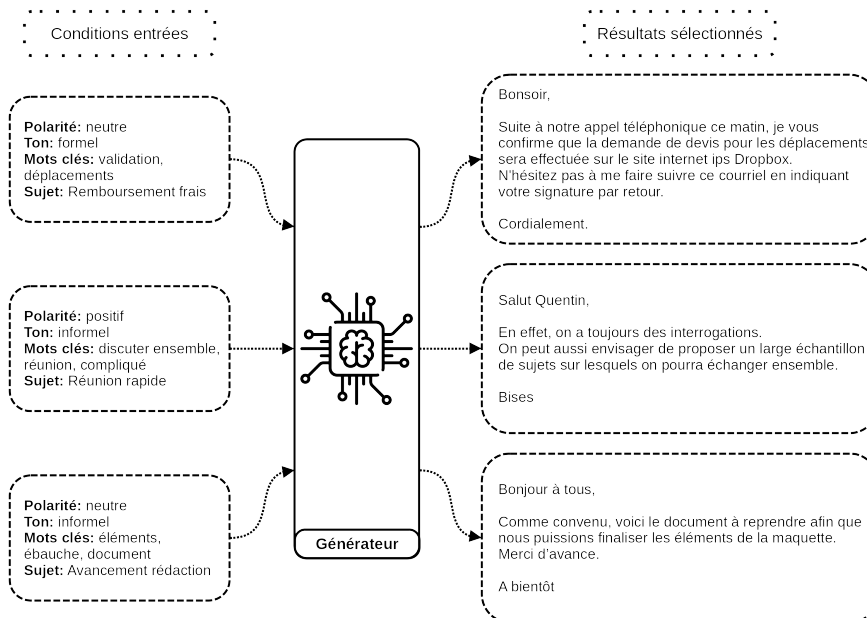 Conditions entrées
Résultats sélectionnés
Polarité: neutre
Ton: formel
Mots clés: validation,
déplacements
Sujet: Remboursement frais
Bonsoir,
Suite à notre appel téléphonique ce matin, je vous
confirme que la demande de devis pour les déplacements
sera effectuée sur le site internet ips Dropbox.
N'hésitez pas à me faire suivre ce courriel en indiquant
votre signature par retour.
Cordialement.
Polarité: positif
Ton: informel
Mots clés: discuter ensemble,
réunion, compliqué
Sujet: Réunion rapide
Salut Quentin,
En effet, on a toujours des interrogations.
On peut aussi envisager de proposer un large échantillon
de sujets sur lesquels on pourra échanger ensemble.
Bises
Polarité: neutre
Ton: informel
Mots clés: éléments,
ébauche, document
Sujet: Avancement rédaction
Générateur
Bonjour à tous,
Comme convenu, voici le document à reprendre afin que
nous puissions finaliser les éléments de la maquette.
Merci d'avance.
A bientôt